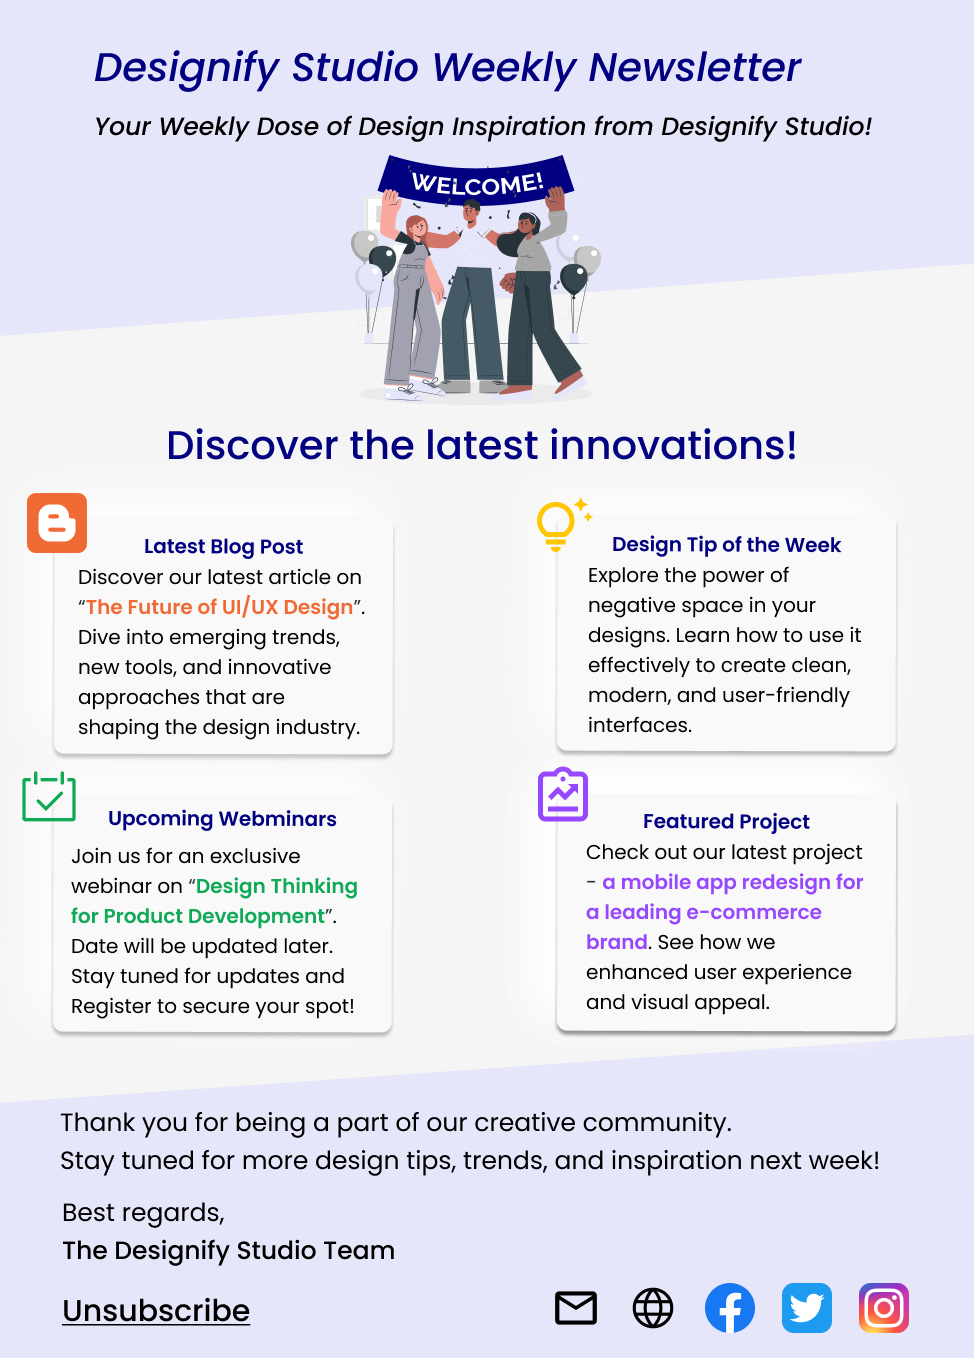 Designify Studio Weekly Newsletter
Your Weekly Dose of Design Inspiration from Designify Studio!
WELCOME!
Discover the latest innovations!
Latest Blog Post
Discover our latest article on
“The Future of UI/UX Design”.
Dive into emerging trends,
new tools, and innovative
approaches that are
shaping the design industry.
Design Tip of the Week
Explore the power of
negative space in your
designs. Learn how to use it
effectively to create clean,
modern, and user-friendly
interfaces.
Upcoming Webminars
Join us for an exclusive
webinar on “Design Thinking
for Product Development”.
Date will be updated later.
Stay tuned for updates and
Register to secure your spot!
Featured Project
Check out our latest project
- a mobile app redesign for
a leading e-commerce
brand. See how we
enhanced user experience
and visual appeal.
Thank you for being a part of our creative community.
Stay tuned for more design tips, trends, and inspiration next week!
Best regards,
The Designify Studio Team
Unsubscribe